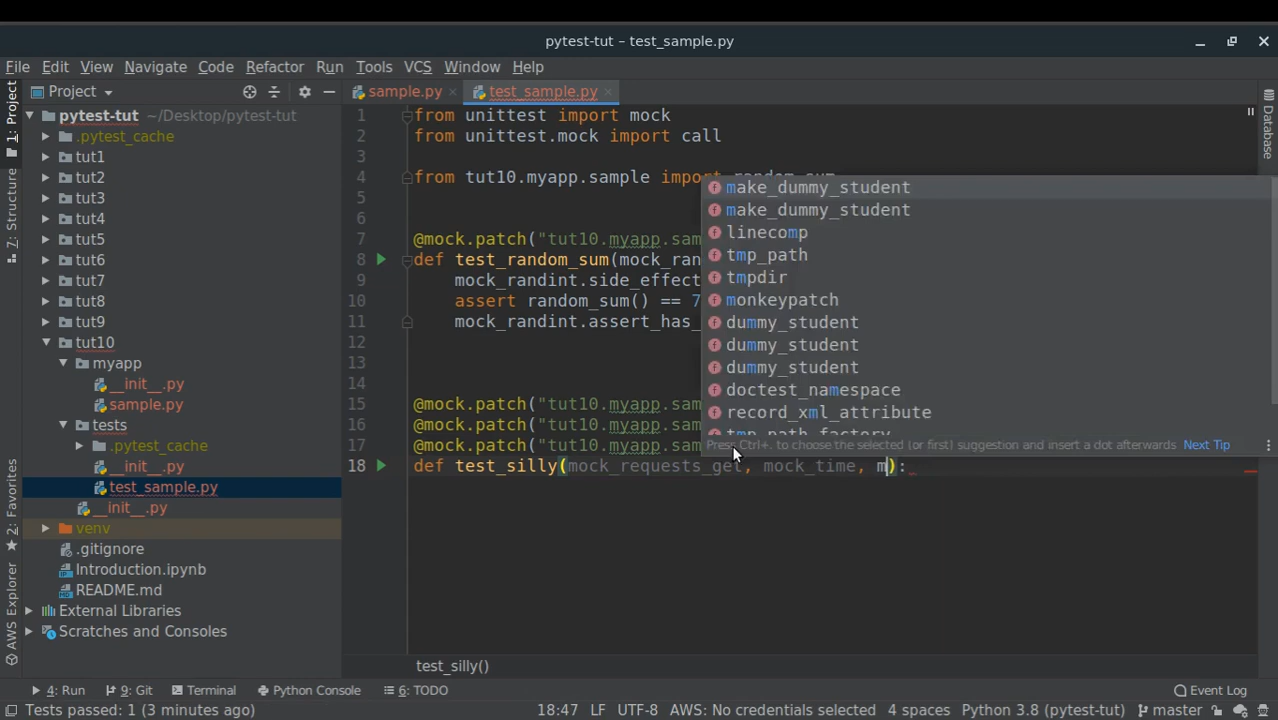 pytest-tut – test_sample.py
File Edit View Navigate Code Refactor Run Tools VCS Window Help
Project
sample.py
test_sample.py
1: Project
7: Structure
2: Favorites
AWS Explorer
Database
pytest-tut ~/Desktop/pytest-tut
.pytest_cache
tut1
tut2
tut3
tut4
tut5
tut6
tut7
tut8
tut9
tut10
myapp
__init__.py
sample.py
tests
.pytest_cache
__init__.py
test_sample.py
__init__.py
venv
.gitignore
Introduction.ipynb
README.md
External Libraries
Scratches and Consoles
1 from unittest import mock
2 from unittest.mock import call
3
4 from tut10.myapp.sample import random_sum
5
6
7 @mock.patch("tut10.myapp.sam
8 def test_random_sum(mock_ran
9 mock_randint.side_effect
10 assert random_sum() == 7
11 mock_randint.assert_has_
12
13
14
15 @mock.patch("tut10.myapp.sam
16 @mock.patch("tut10.myapp.sam
17 @mock.patch("tut10.myapp.sam
18 def test_silly(mock_requests_get, mock_time, m):
make_dummy_student
make_dummy_student
linecomp
tmp_path
tmpdir
monkeypatch
dummy_student
dummy_student
dummy_student
doctest_namespace
record_xml_attribute
tmp_path_factory
Press Ctrl+. to choose the selected (or first) suggestion and insert a dot afterwards Next Tip
test_silly()
4: Run 9: Git Terminal Python Console 6: TODO Event Log
Tests passed: 1 (3 minutes ago) 18:47 LF UTF-8 AWS: No credentials selected 4 spaces Python 3.8 (pytest-tut) master